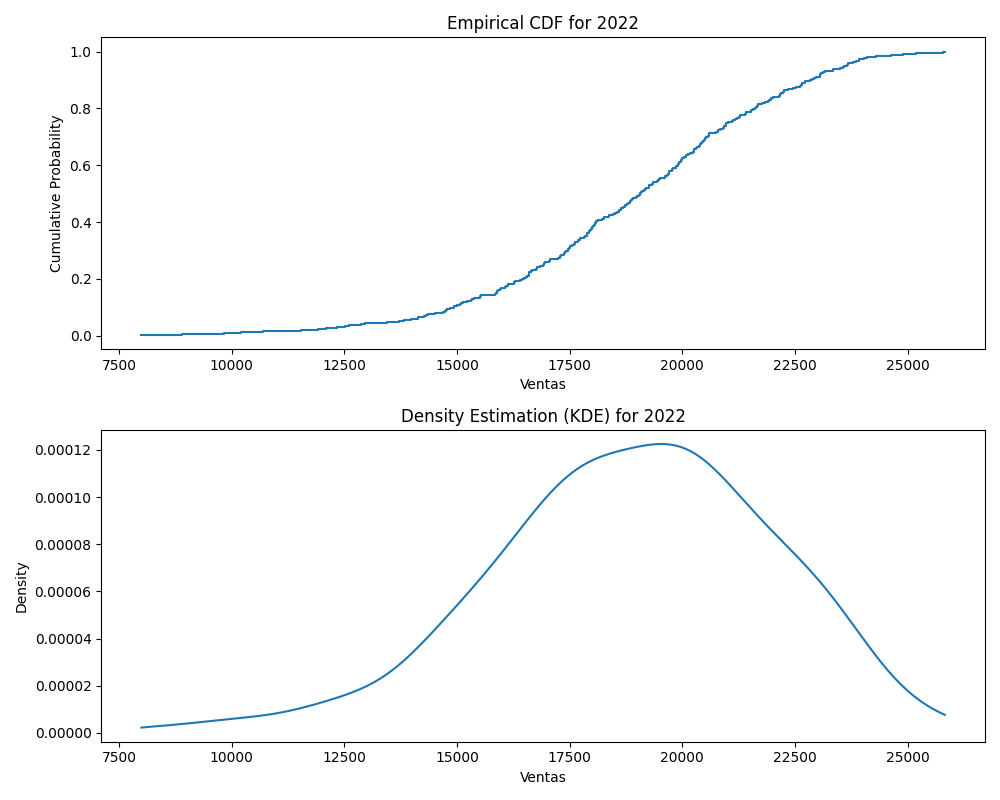 Empirical CDF for 2022
1.0
0.8
0.6
0.4
0.2
0.0
Cumulative Probability
7500 10000 12500 15000 17500 20000 22500 25000
Ventas
Density Estimation (KDE) for 2022
0.00012
0.00010
0.00008
0.00006
0.00004
0.00002
0.00000
Density
7500 10000 12500 15000 17500 20000 22500 25000
Ventas